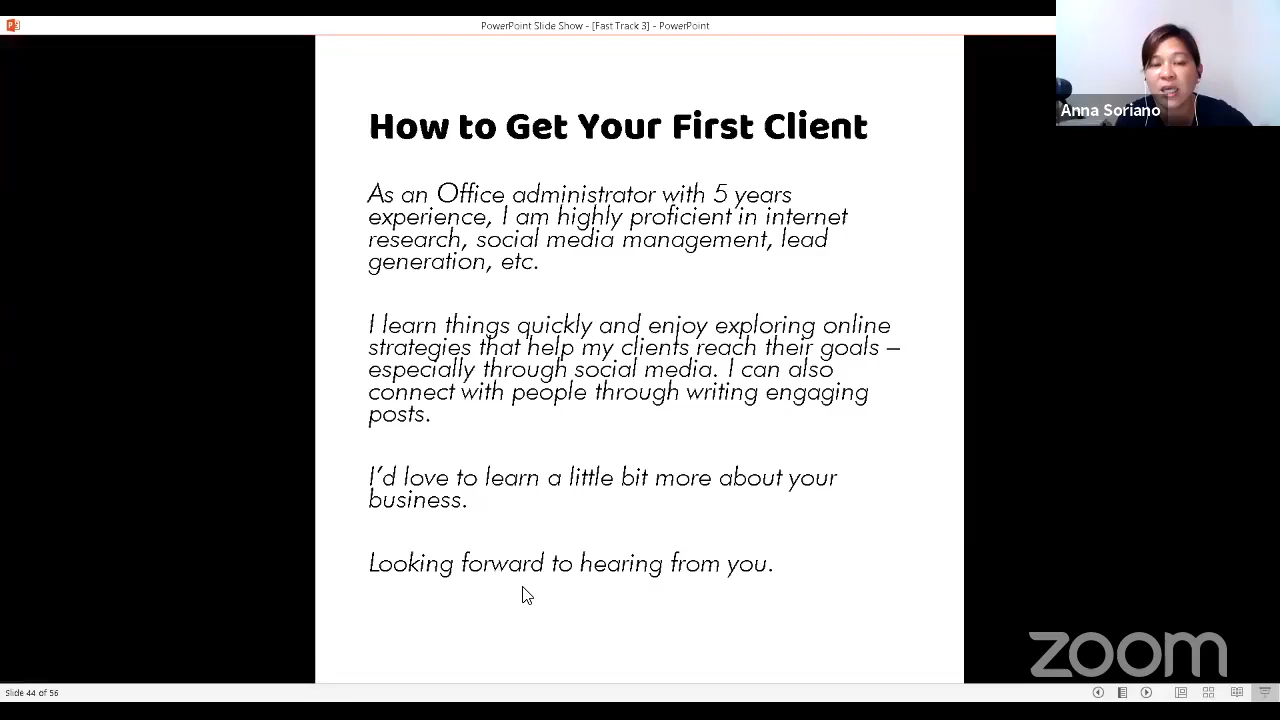 PowerPoint Slide Show - [Fast Track 3] - PowerPoint
Anna Soriano
How to Get Your First Client
As an Office administrator with 5 years
experience, I am highly proficient in internet
research, social media management, lead
generation, etc.
I learn things quickly and enjoy exploring online
strategies that help my clients reach their goals –
especially through social media. I can also
connect with people through writing engaging
posts.
I'd love to learn a little bit more about your
business.
Looking forward to hearing from you.
zoom
Slide 44 of 56